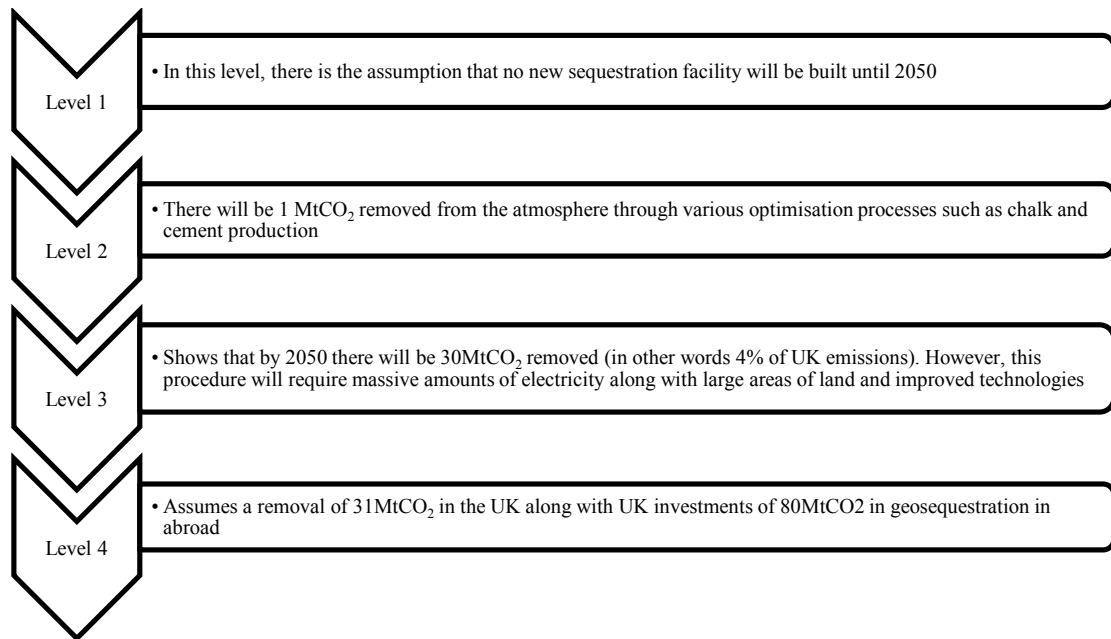 Level 1
• In this level, there is the assumption that no new sequestration facility will be built until 2050
Level 2
• There will be 1 MtCO₂ removed from the atmosphere through various optimisation processes such as chalk and
cement production
Level 3
• Shows that by 2050 there will be 30MtCO₂ removed (in other words 4% of UK emissions). However, this
procedure will require massive amounts of electricity along with large areas of land and improved technologies
Level 4
• Assumes a removal of 31MtCO₂ in the UK along with UK investments of 80MtCO2 in geosequestration in
abroad